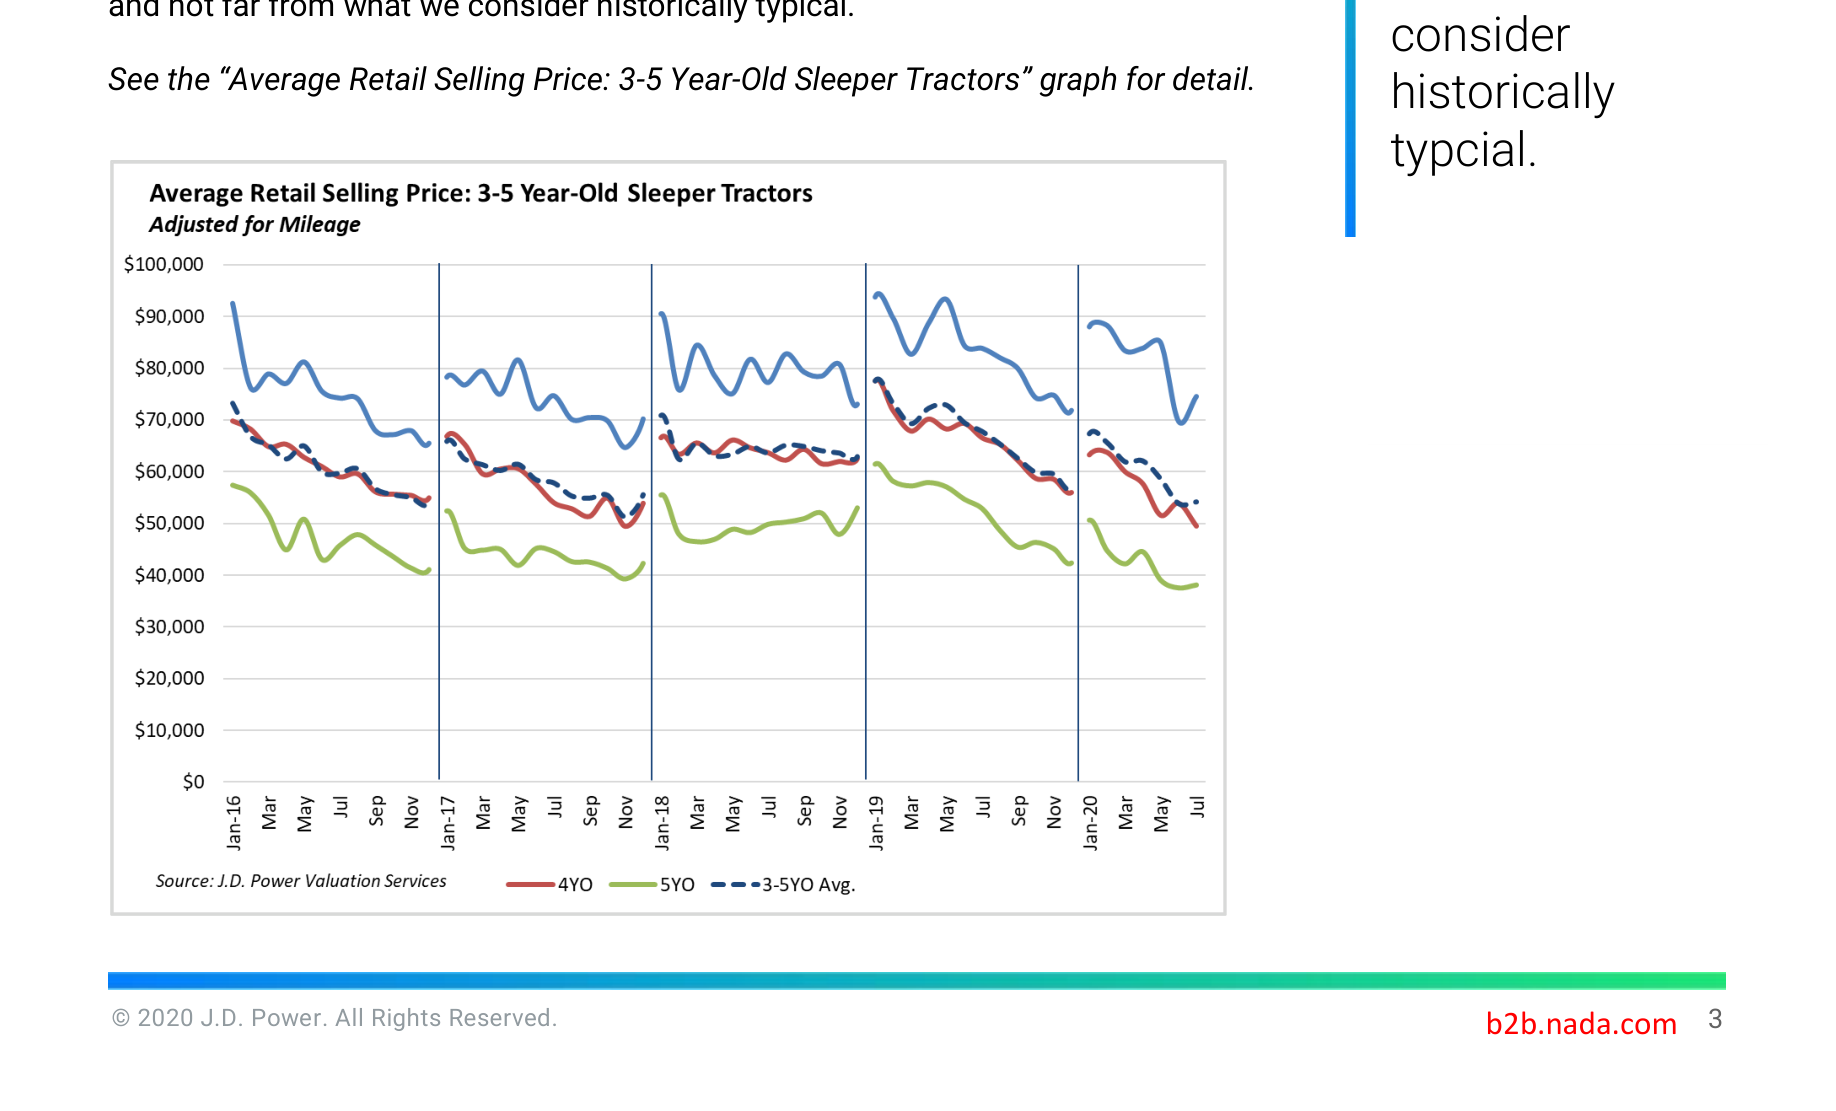 and not far from what we consider historically typical.
See the “Average Retail Selling Price: 3-5 Year-Old Sleeper Tractors” graph for detail.
consider
historically
typcial.
Average Retail Selling Price: 3-5 Year-Old Sleeper Tractors
Adjusted for Mileage
$100,000
$90,000
$80,000
$70,000
$60,000
$50,000
$40,000
$30,000
$20,000
$10,000
$0
Jan-16 Mar May Jul Sep Nov Jan-17 Mar May Jul Sep Nov Jan-18 Mar May Jul Sep Nov Jan-19 Mar May Jul Sep Nov Jan-20 Mar May Jul
Source: J.D. Power Valuation Services 4YO 5YO 3-5YO Avg.
© 2020 J.D. Power. All Rights Reserved.
b2b.nada.com 3